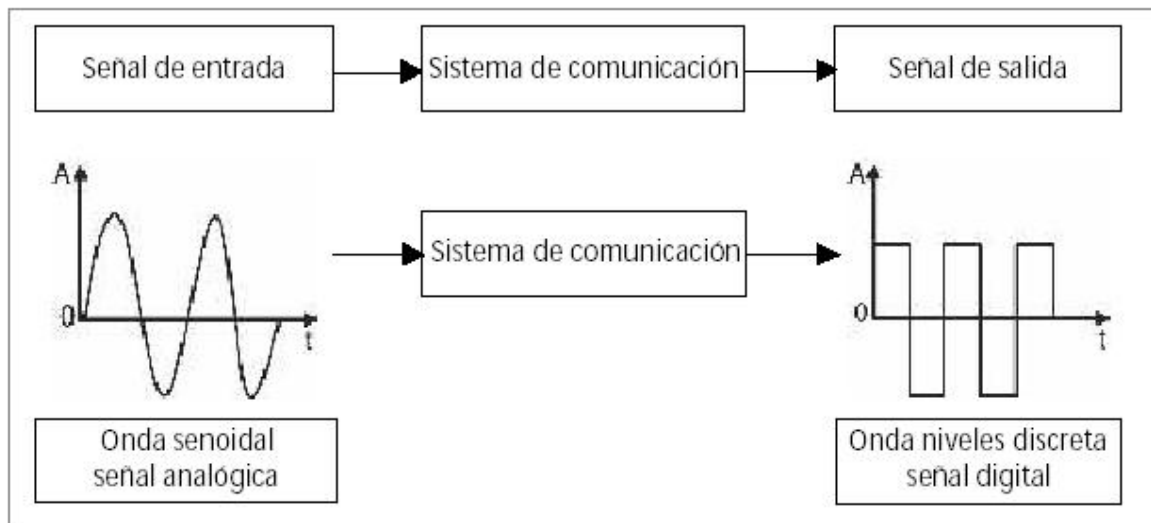 Señal de entrada
Sistema de comunicación
Señal de salida
A
0
t
Sistema de comunicación
A
0
t
Onda senoidal
señal analógica
Onda niveles discreta
señal digital